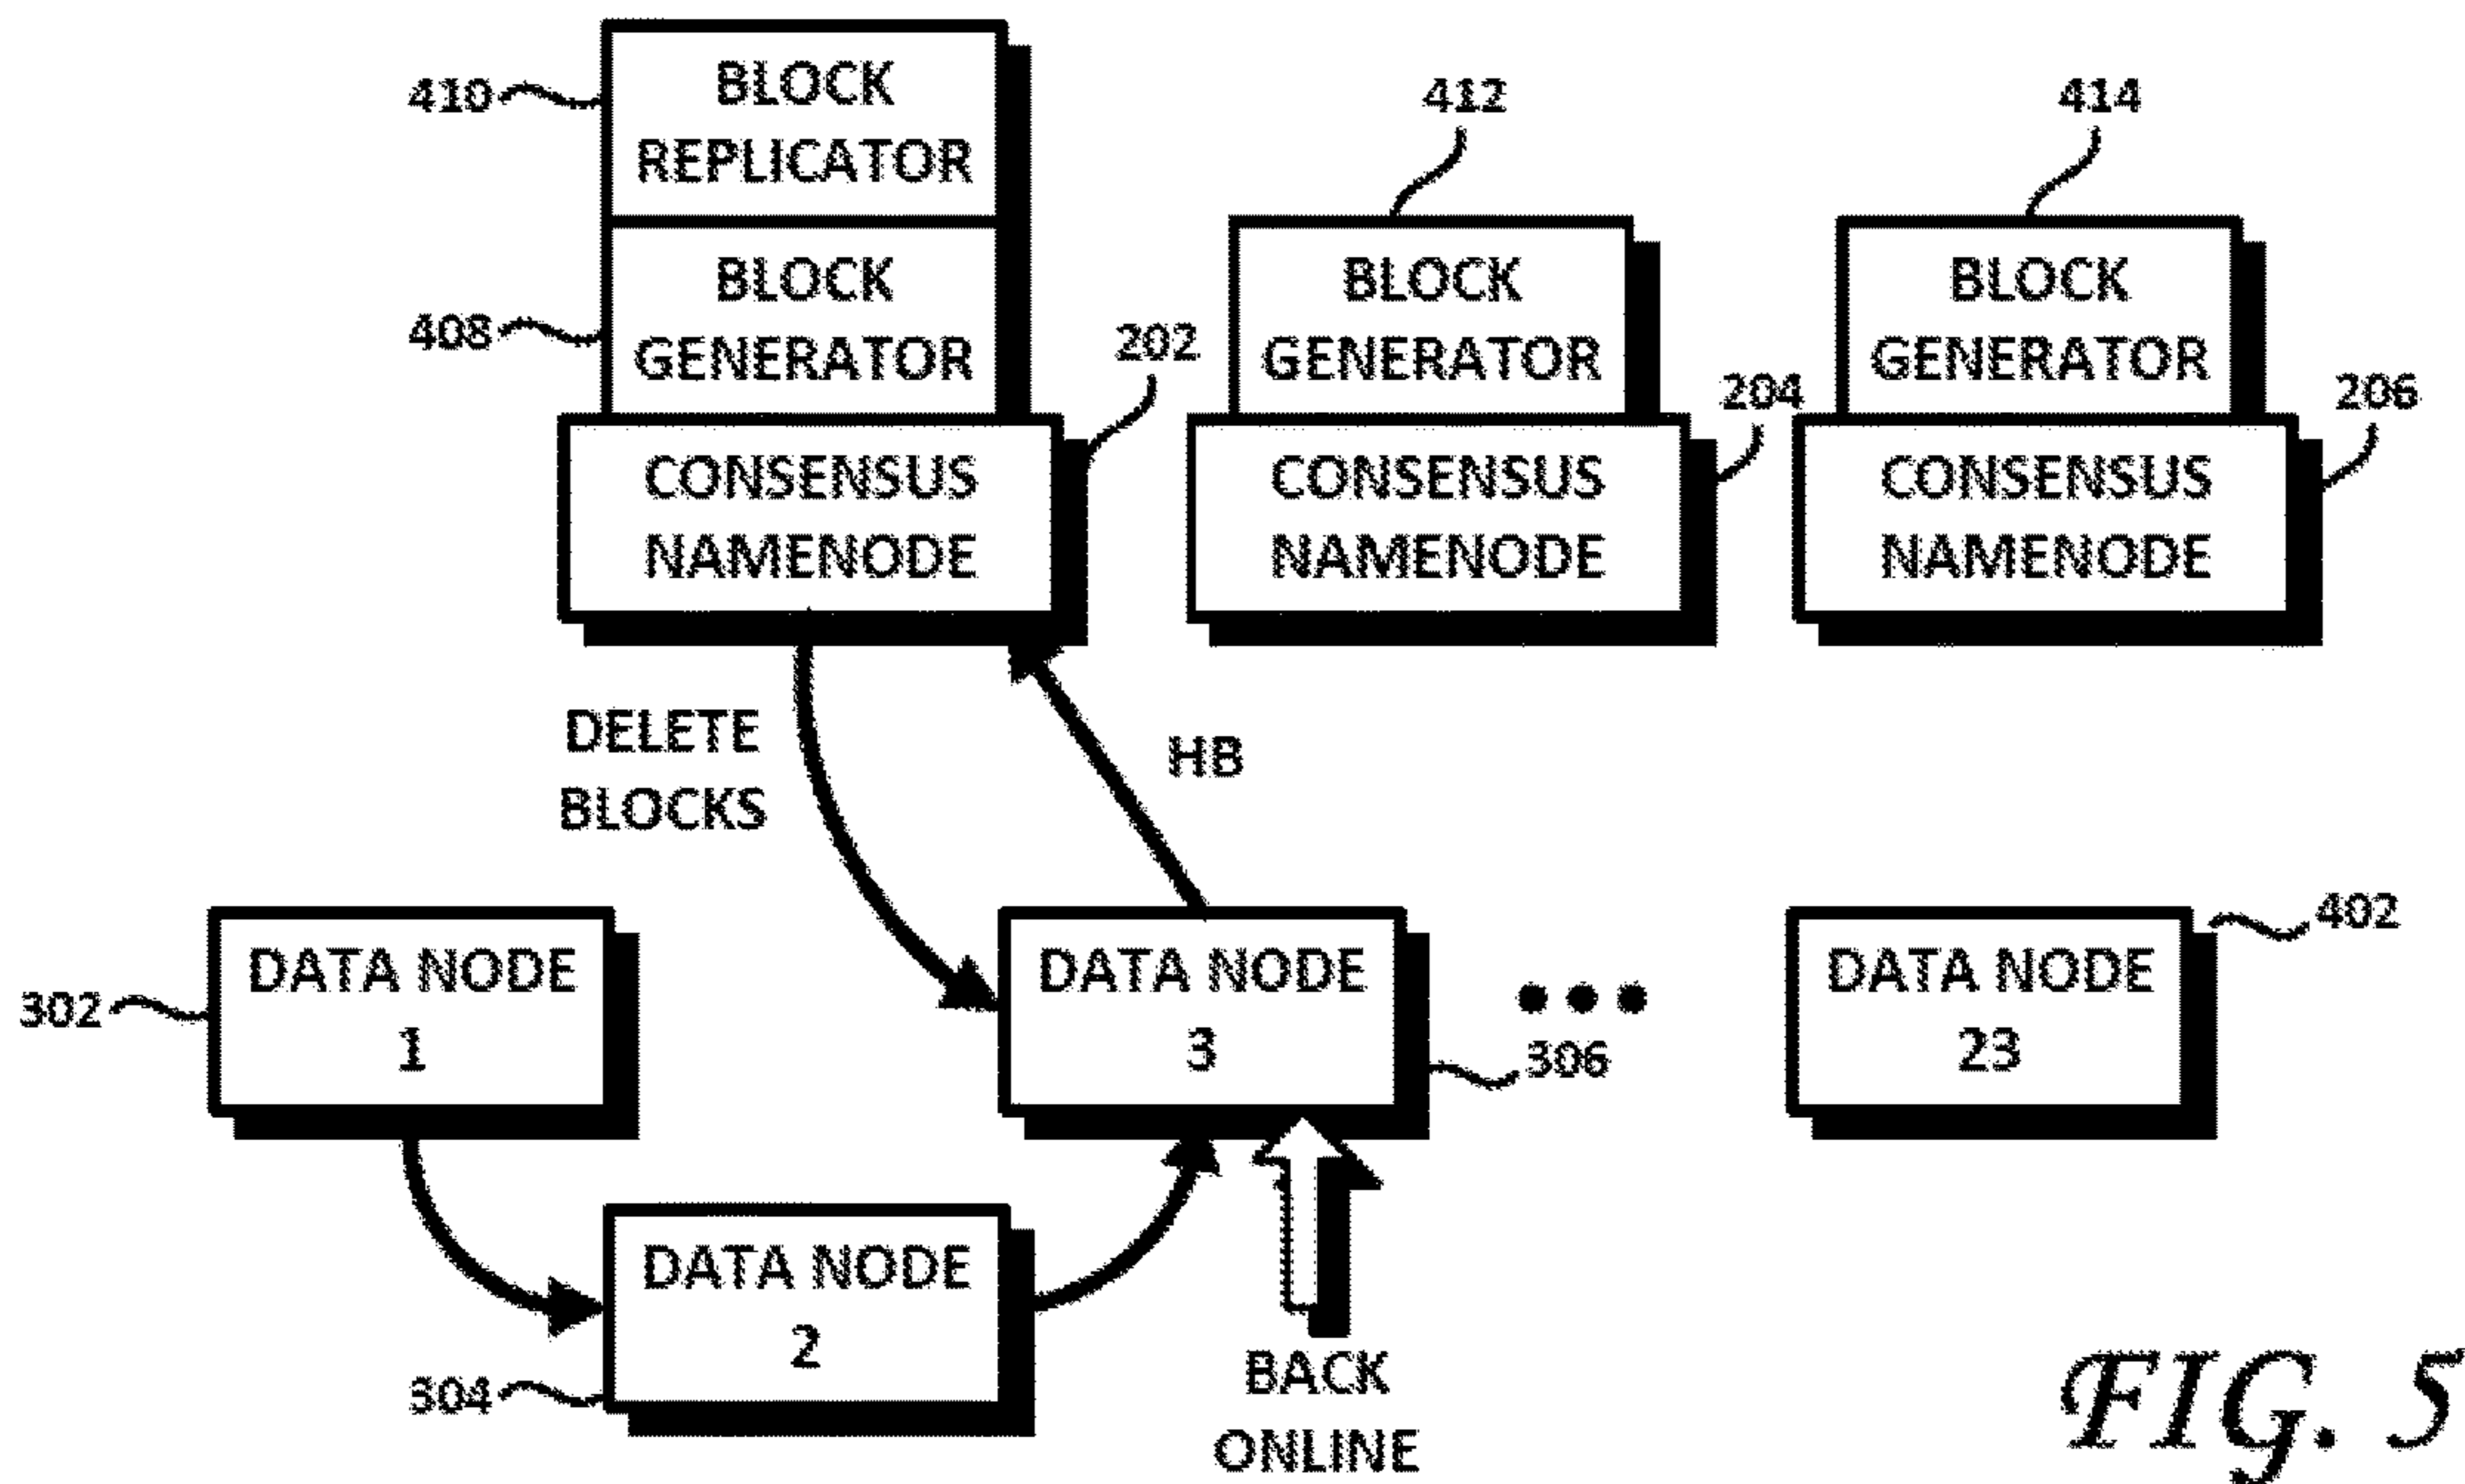 410
BLOCK
REPLICATOR
412
414
408
BLOCK
GENERATOR
202
BLOCK
GENERATOR
204
BLOCK
GENERATOR
206
CONSENSUS
NAMENODE
CONSENSUS
NAMENODE
CONSENSUS
NAMENODE
DELETE
BLOCKS
HB
302
DATA NODE
1
DATA NODE
3
306
DATA NODE
23
402
304
DATA NODE
2
BACK
ONLINE
FIG. 5